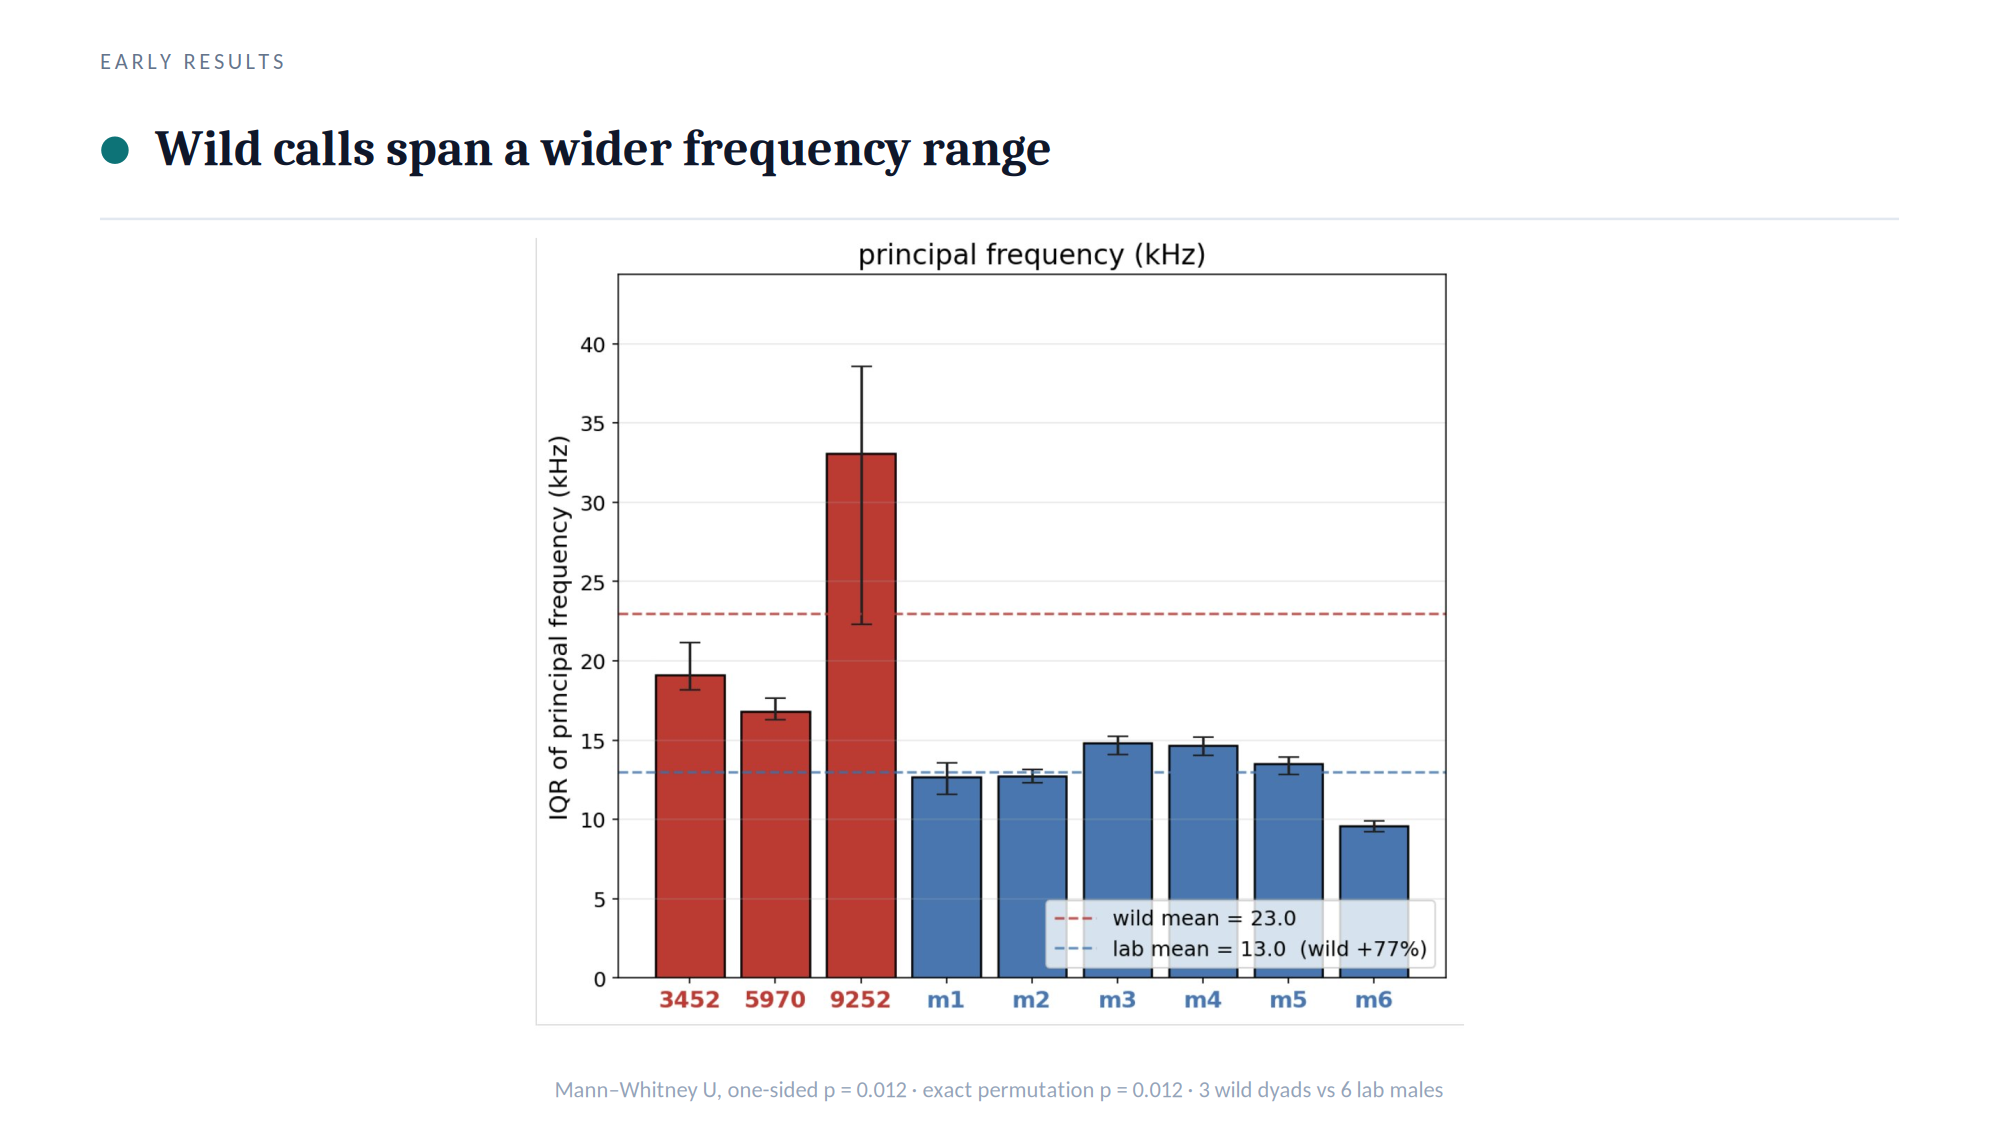 EARLY RESULTS
Wild calls span a wider frequency range
principal frequency (kHz)
IQR of principal frequency (kHz)
40
35
30
25
20
15
10
5
0
wild mean = 23.0
lab mean = 13.0 (wild +77%)
3452 5970 9252 m1 m2 m3 m4 m5 m6
Mann–Whitney U, one-sided p = 0.012 · exact permutation p = 0.012 · 3 wild dyads vs 6 lab males